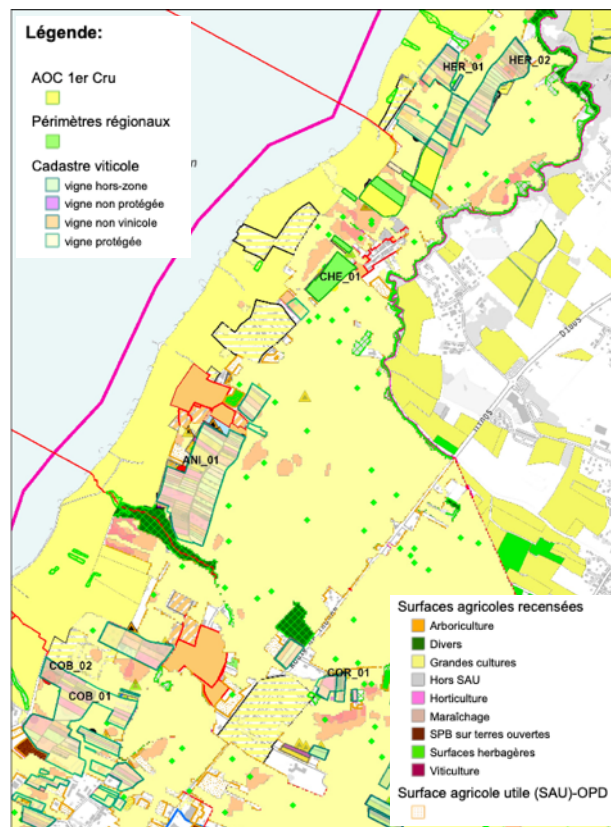 Légende:
AOC 1er Cru
Périmètres régionaux
Cadastre viticole
vigne hors-zone
vigne non protégée
vigne non vinicole
vigne protégée
HER_01
HER_02
CHE_01
ANI_01
COB_02
COB_01
COR_01
Surfaces agricoles recensées
Arboriculture
Divers
Grandes cultures
Hors SAU
Horticulture
Maraîchage
SPB sur terres ouvertes
Surfaces herbagères
Viticulture
Surface agricole utile (SAU)-OPD